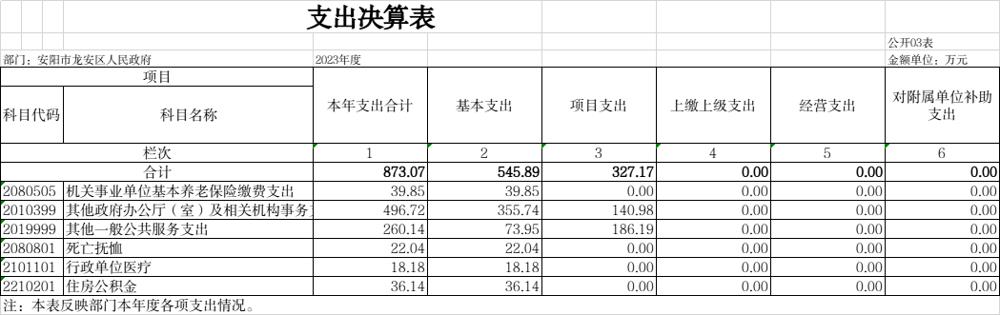 支出决算表
公开03表
部门：安阳市龙安区人民政府 2023年度 金额单位：万元
项目 本年支出合计 基本支出 项目支出 上缴上级支出 经营支出 对附属单位补助支出
科目代码 科目名称
栏次 1 2 3 4 5 6
合计 873.07 545.89 327.17 0.00 0.00 0.00
2080505 机关事业单位基本养老保险缴费支出 39.85 39.85 0.00 0.00 0.00 0.00
2010399 其他政府办公厅（室）及相关机构事务 496.72 355.74 140.98 0.00 0.00 0.00
2019999 其他一般公共服务支出 260.14 73.95 186.19 0.00 0.00 0.00
2080801 死亡抚恤 22.04 22.04 0.00 0.00 0.00 0.00
2101101 行政单位医疗 18.18 18.18 0.00 0.00 0.00 0.00
2210201 住房公积金 36.14 36.14 0.00 0.00 0.00 0.00
注：本表反映部门本年度各项支出情况。